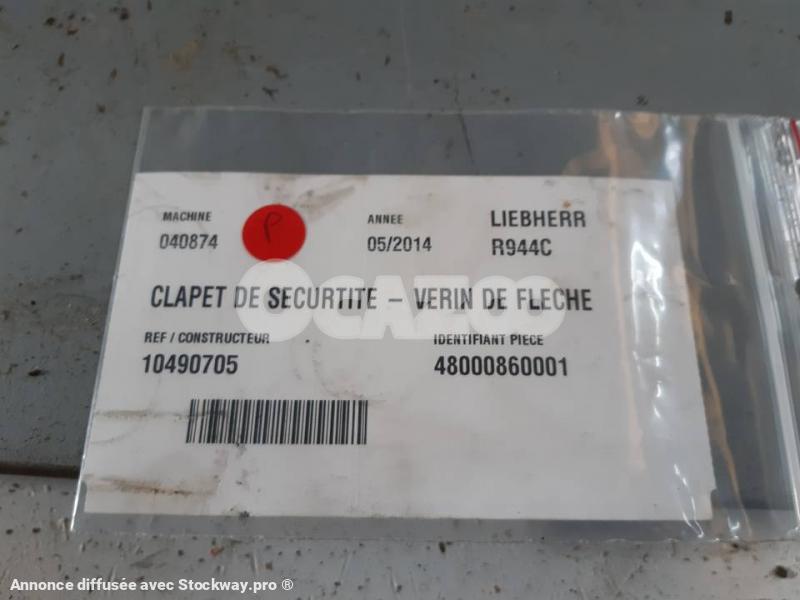 MACHINE
040874
P
ANNEE
05/2014
LIEBHERR
R944C
CLAPET DE SECURTITE – VERIN DE FLECHE
OCAZOO
REF / CONSTRUCTEUR
10490705
IDENTIFIANT PIECE
48000860001
Annonce diffusée avec Stockway.pro ®